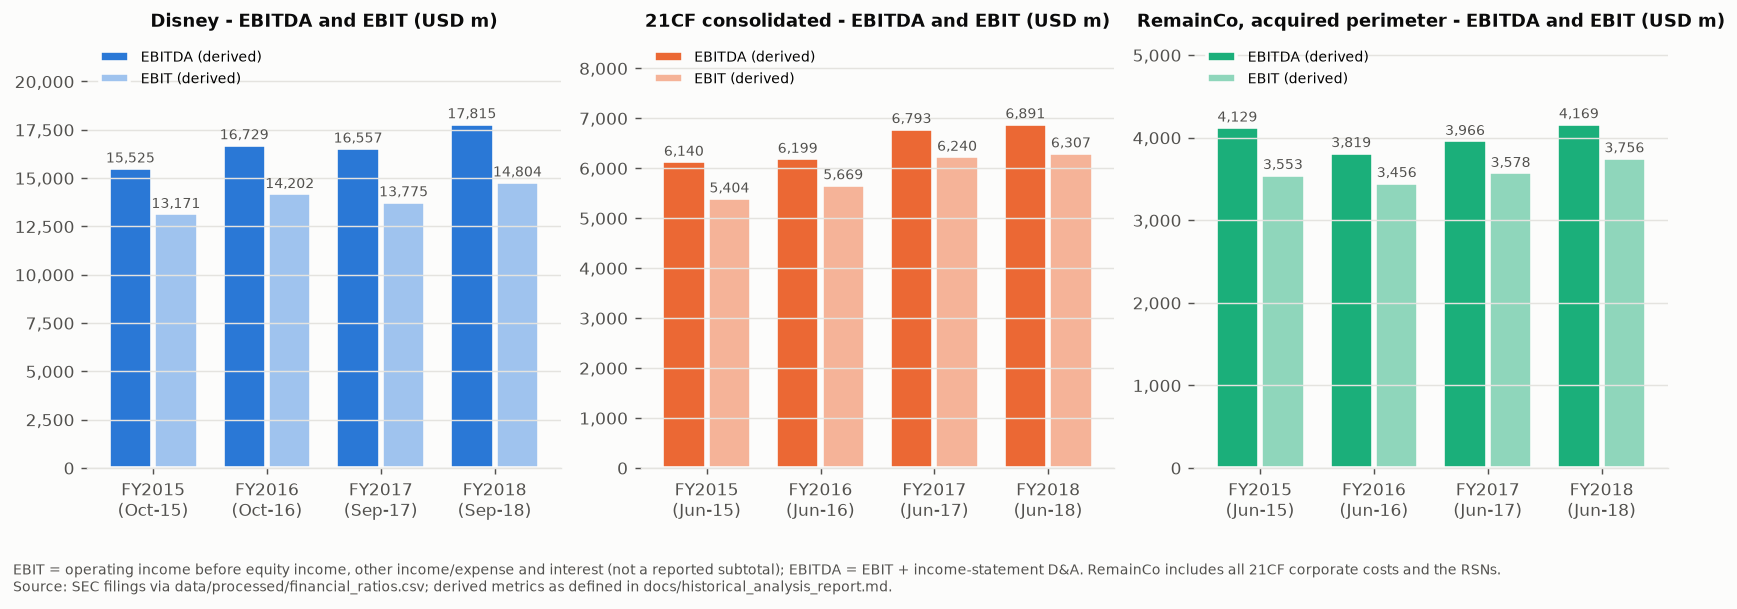 Disney - EBITDA and EBIT (USD m)
EBITDA (derived)
EBIT (derived)
20,000
17,500
15,000
12,500
10,000
7,500
5,000
2,500
0
15,525
13,171
16,729
14,202
16,557
13,775
17,815
14,804
FY2015
(Oct-15)
FY2016
(Oct-16)
FY2017
(Sep-17)
FY2018
(Sep-18)
21CF consolidated - EBITDA and EBIT (USD m)
EBITDA (derived)
EBIT (derived)
8,000
7,000
6,000
5,000
4,000
3,000
2,000
1,000
0
6,140
5,404
6,199
5,669
6,793
6,240
6,891
6,307
FY2015
(Jun-15)
FY2016
(Jun-16)
FY2017
(Jun-17)
FY2018
(Jun-18)
RemainCo, acquired perimeter - EBITDA and EBIT (USD m)
EBITDA (derived)
EBIT (derived)
5,000
4,000
3,000
2,000
1,000
0
4,129
3,553
3,819
3,456
3,966
3,578
4,169
3,756
FY2015
(Jun-15)
FY2016
(Jun-16)
FY2017
(Jun-17)
FY2018
(Jun-18)
EBIT = operating income before equity income, other income/expense and interest (not a reported subtotal); EBITDA = EBIT + income-statement D&A. RemainCo includes all 21CF corporate costs and the RSNs.
Source: SEC filings via data/processed/financial_ratios.csv; derived metrics as defined in docs/historical_analysis_report.md.